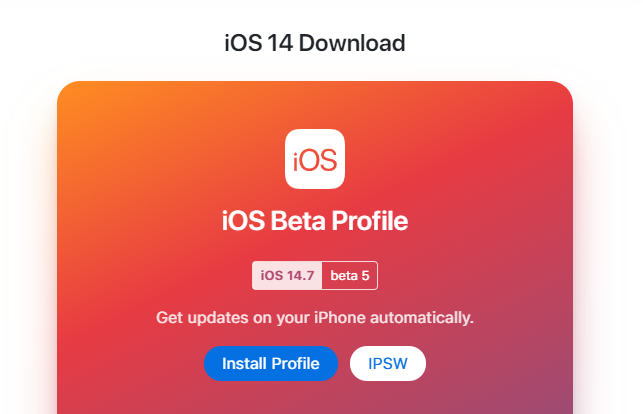 iOS 14 Download
iOS
iOS Beta Profile
iOS 14.7 beta 5
Get updates on your iPhone automatically.
Install Profile IPSW